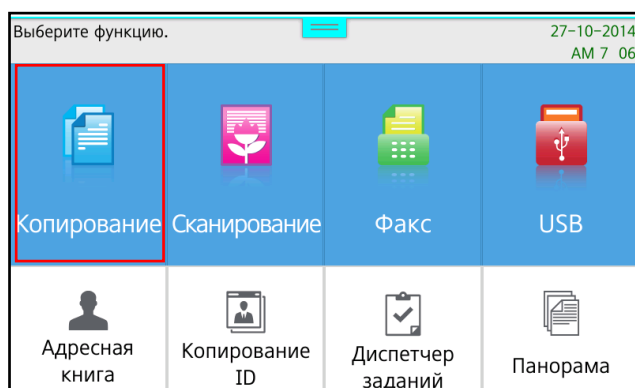 Выберите функцию.
27-10-2014
AM 7 06
Копирование
Сканирование
Факс
USB
Адресная
книга
Копирование
ID
Диспетчер
заданий
Панорама